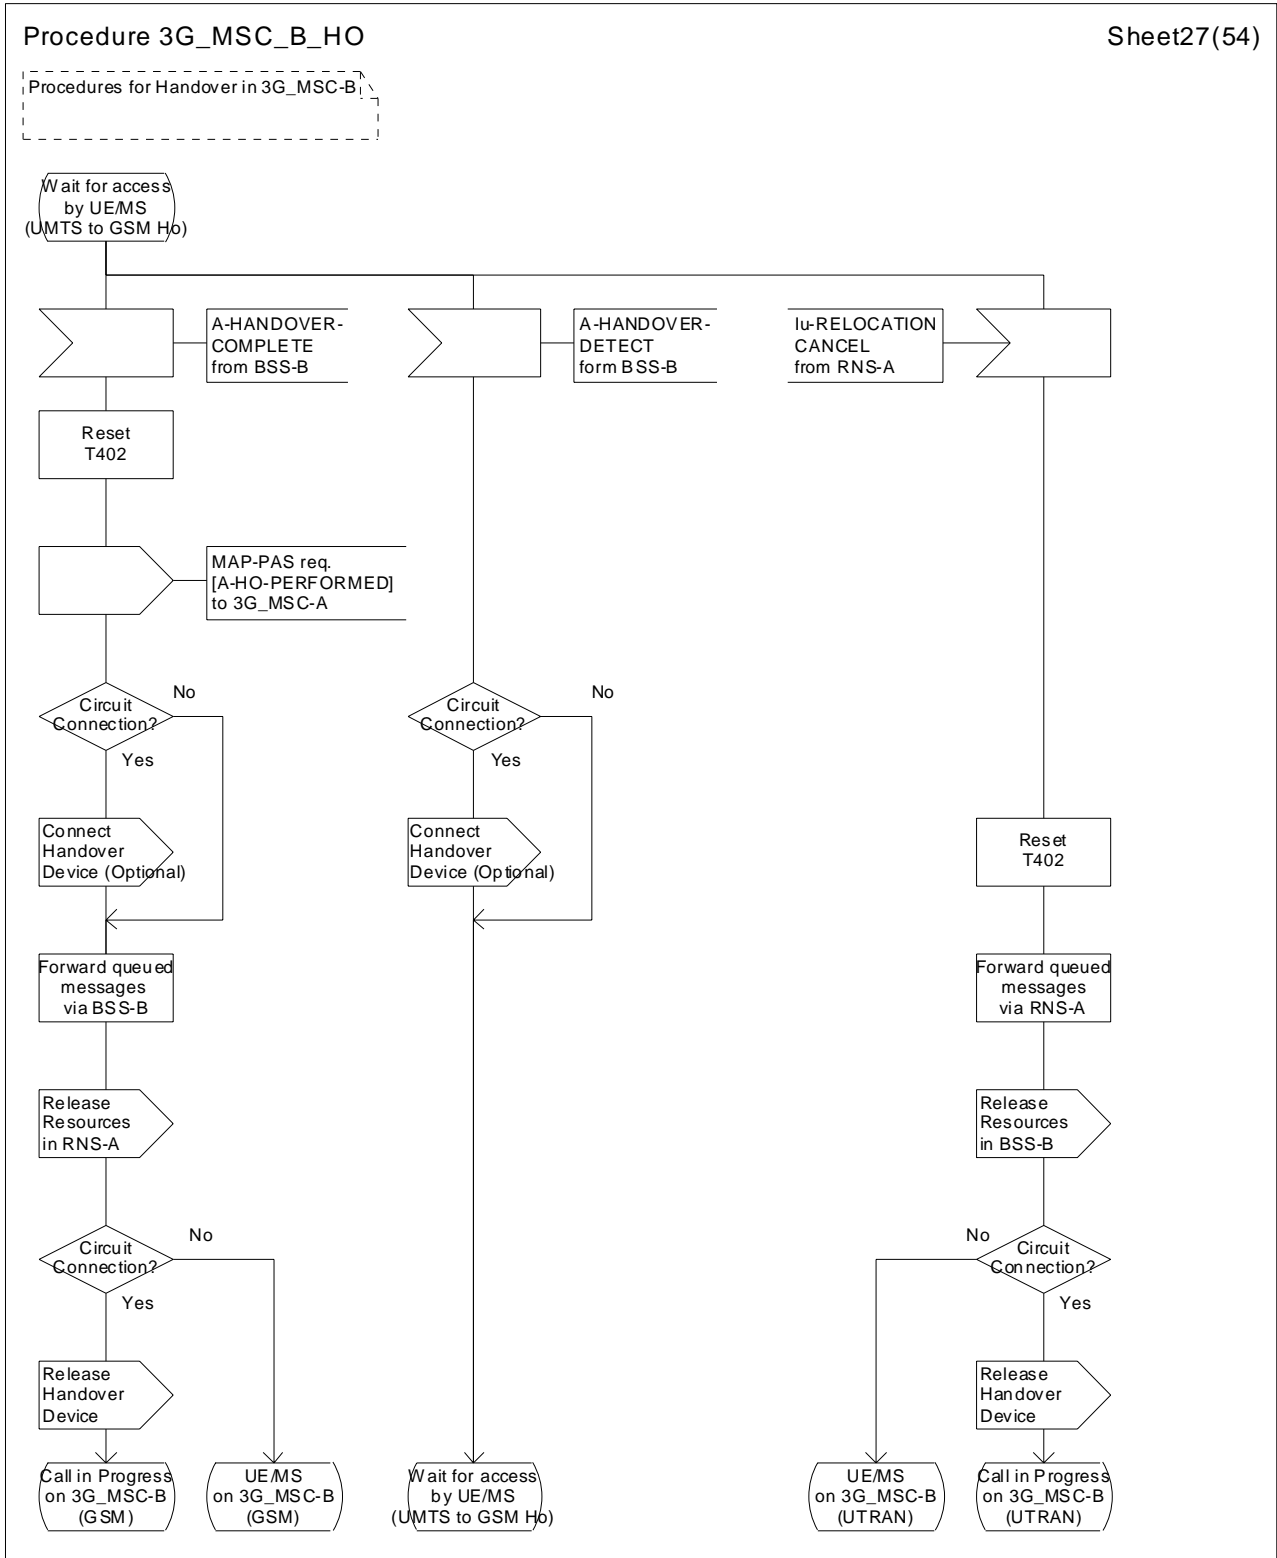 Procedure 3G_MSC_B_HO
Sheet27(54)
Procedures for Handover in 3G_MSC-B
Wait for access
by UE/MS
(UMTS to GSM Ho)
A-HANDOVER-
COMPLETE
from BSS-B
A-HANDOVER-
DETECT
form BSS-B
Iu-RELOCATION
CANCEL
from RNS-A
Reset
T402
MAP-PAS req.
[A-HO-PERFORMED]
to 3G_MSC-A
Circuit
Connection?
No
Yes
Circuit
Connection?
No
Yes
Connect
Handover
Device (Optional)
Connect
Handover
Device (Optional)
Reset
T402
Forward queued
messages
via BSS-B
Forward queued
messages
via RNS-A
Release
Resources
in RNS-A
Release
Resources
in BSS-B
Circuit
Connection?
No
Yes
No
Circuit
Connection?
Yes
Release
Handover
Device
Release
Handover
Device
Call in Progress
on 3G_MSC-B
(GSM)
UE/MS
on 3G_MSC-B
(GSM)
Wait for access
by UE/MS
(UMTS to GSM Ho)
UE/MS
on 3G_MSC-B
(UTRAN)
Call in Progress
on 3G_MSC-B
(UTRAN)